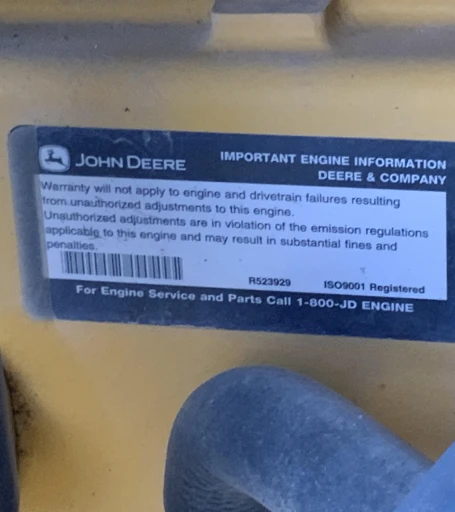 JOHN DEERE
IMPORTANT ENGINE INFORMATION
DEERE & COMPANY
Warranty will not apply to engine and drivetrain failures resulting
from unauthorized adjustments to this engine.
Unauthorized adjustments are in violation of the emission regulations
applicable to this engine and may result in substantial fines and
penalties.
R523929 ISO9001 Registered
For Engine Service and Parts Call 1-800-JD ENGINE